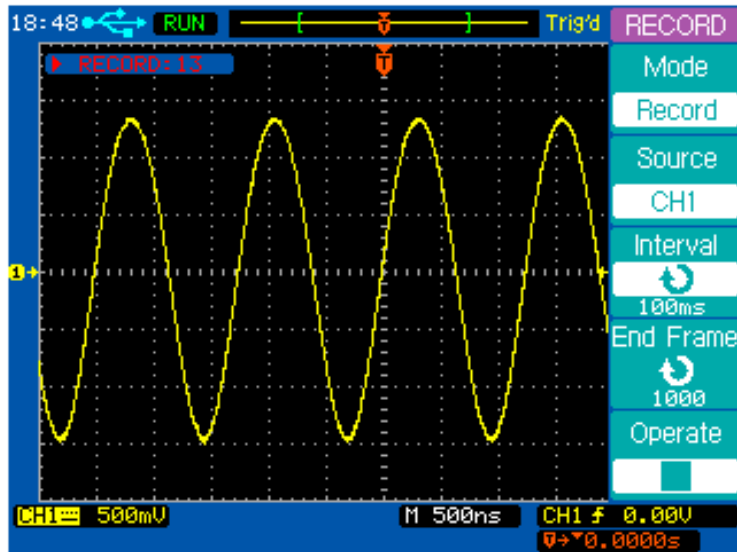 18:48 RUN Trig'd RECORD
RECORD:13 T
Mode
Record
Source
CH1
1
Interval
100ms
End Frame
1000
Operate
CH1 500mV M 500ns CH1 0.00V
0.0000s